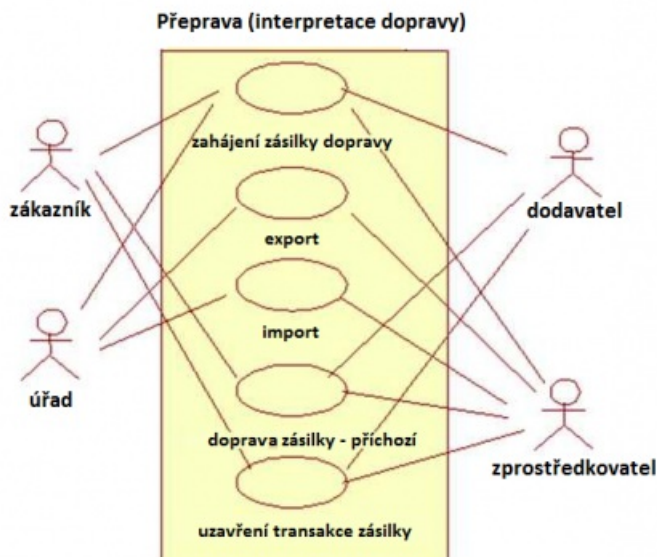 Přeprava (interpretace dopravy)
zahájení zásilky dopravy
zákazník
dodavatel
export
import
úřad
doprava zásilky - příchozí
zprostředkovatel
uzavření transakce zásilky